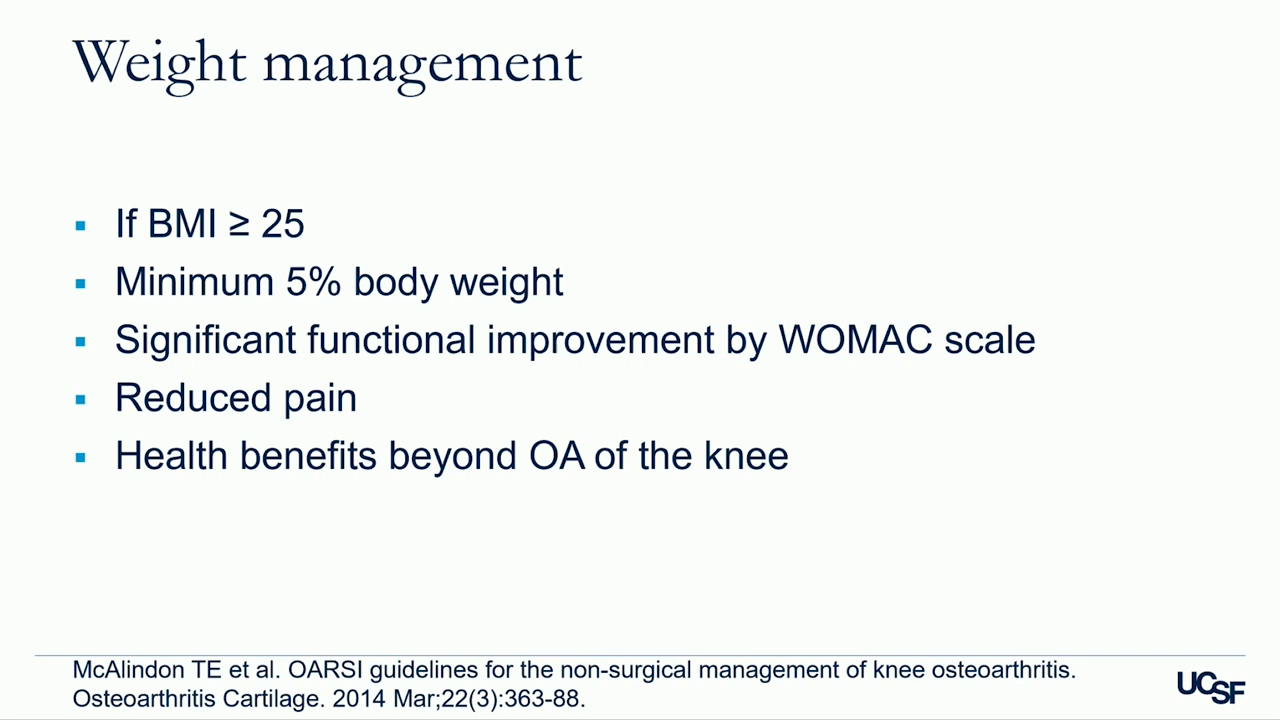 Weight management
▪ If BMI ≥ 25
▪ Minimum 5% body weight
▪ Significant functional improvement by WOMAC scale
▪ Reduced pain
▪ Health benefits beyond OA of the knee
McAlindon TE et al. OARSI guidelines for the non-surgical management of knee osteoarthritis.
Osteoarthritis Cartilage. 2014 Mar;22(3):363-88.
UCSF